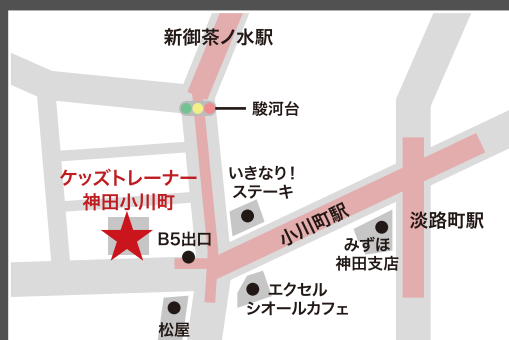 新御茶ノ水駅
駿河台
ケッズトレーナー
神田小川町
いきなり！
ステーキ
B5出口
小川町駅
淡路町駅
みずほ
神田支店
エクセル
シオールカフェ
松屋